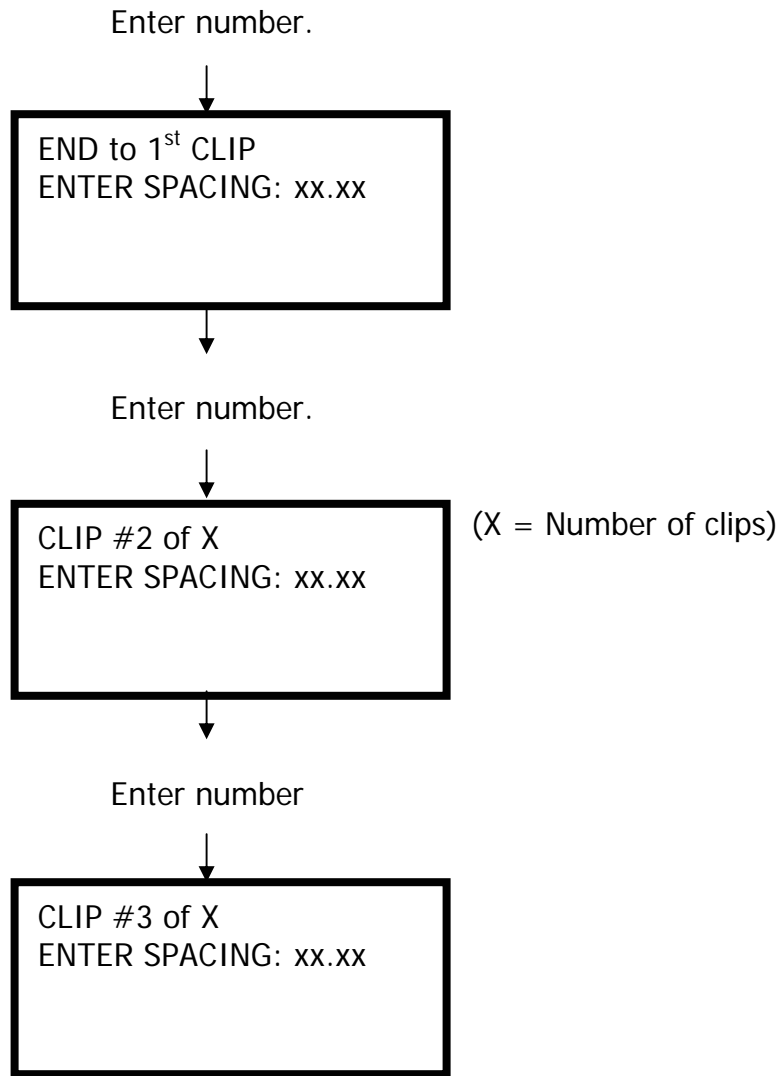 Enter number.
END to 1st CLIP
ENTER SPACING: xx.xx
Enter number.
CLIP #2 of X
(X = Number of clips)
ENTER SPACING: xx.xx
Enter number
CLIP #3 of X
ENTER SPACING: xx.xx